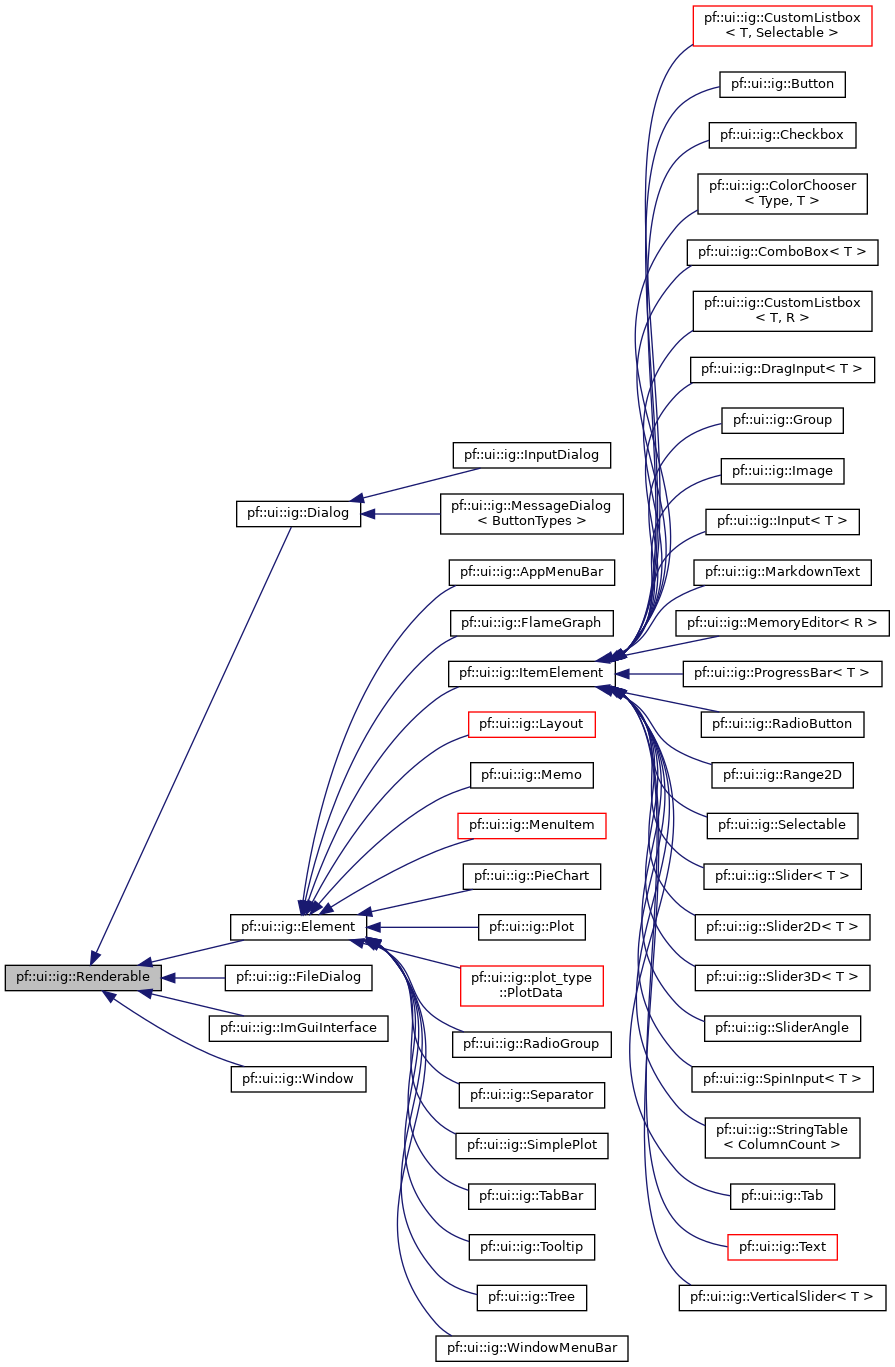 pf::ui::ig::CustomListbox
< T, Selectable >
pf::ui::ig::Button
pf::ui::ig::Checkbox
pf::ui::ig::ColorChooser
< Type, T >
pf::ui::ig::ComboBox< T >
pf::ui::ig::CustomListbox
< T, R >
pf::ui::ig::DragInput< T >
pf::ui::ig::Group
pf::ui::ig::InputDialog
pf::ui::ig::Image
pf::ui::ig::Dialog
pf::ui::ig::MessageDialog
< ButtonTypes >
pf::ui::ig::Input< T >
pf::ui::ig::AppMenuBar
pf::ui::ig::MarkdownText
pf::ui::ig::FlameGraph
pf::ui::ig::MemoryEditor< R >
pf::ui::ig::ItemElement
pf::ui::ig::ProgressBar< T >
pf::ui::ig::Layout
pf::ui::ig::RadioButton
pf::ui::ig::Memo
pf::ui::ig::Range2D
pf::ui::ig::MenuItem
pf::ui::ig::Selectable
pf::ui::ig::PieChart
pf::ui::ig::Slider< T >
pf::ui::ig::Element
pf::ui::ig::Plot
pf::ui::ig::Slider2D< T >
pf::ui::ig::Renderable
pf::ui::ig::FileDialog
pf::ui::ig::plot_type
::PlotData
pf::ui::ig::Slider3D< T >
pf::ui::ig::ImGuiInterface
pf::ui::ig::RadioGroup
pf::ui::ig::SliderAngle
pf::ui::ig::Window
pf::ui::ig::Separator
pf::ui::ig::SpinInput< T >
pf::ui::ig::SimplePlot
pf::ui::ig::StringTable
< ColumnCount >
pf::ui::ig::TabBar
pf::ui::ig::Tab
pf::ui::ig::Tooltip
pf::ui::ig::Text
pf::ui::ig::Tree
pf::ui::ig::VerticalSlider< T >
pf::ui::ig::WindowMenuBar